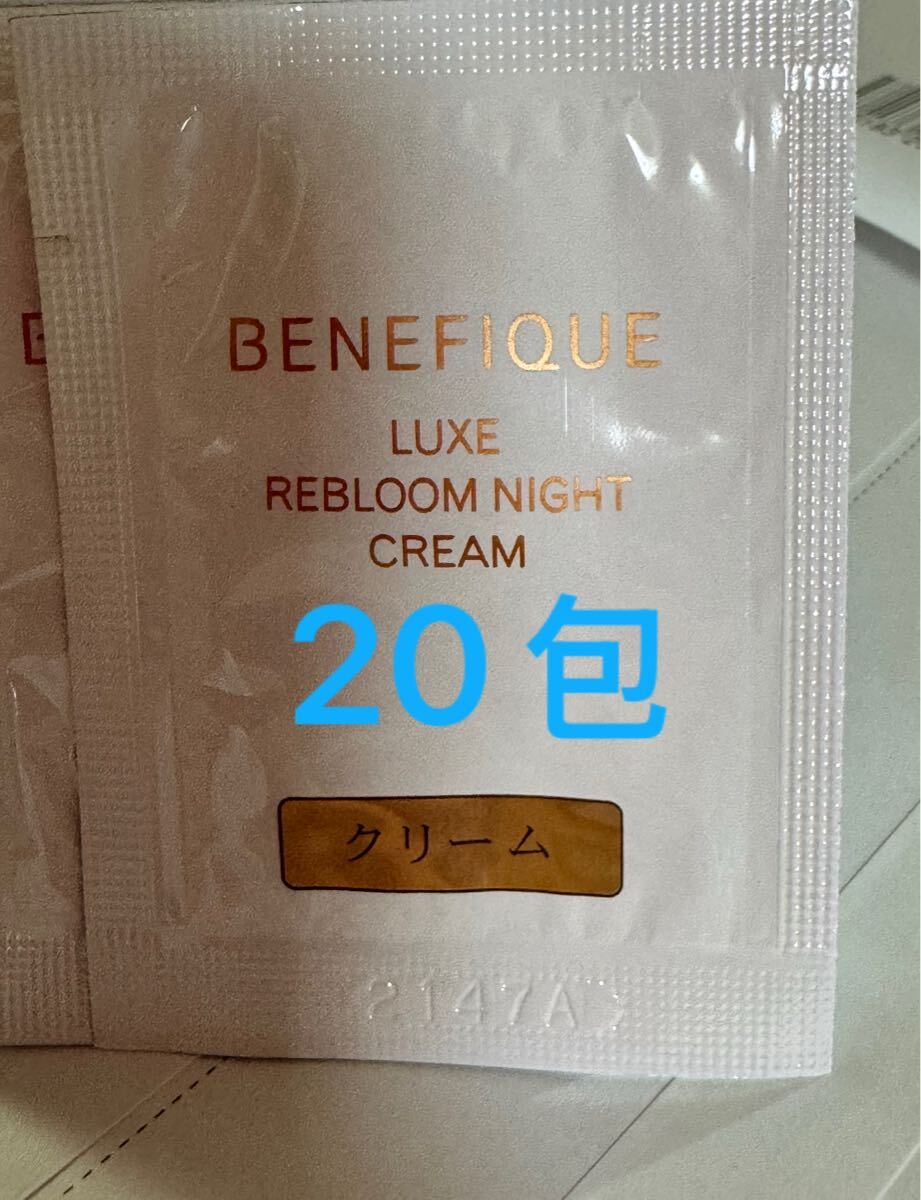 BENEFIQUE
LUXE
REBLOOM NIGHT
CREAM
20包
クリーム
2147A